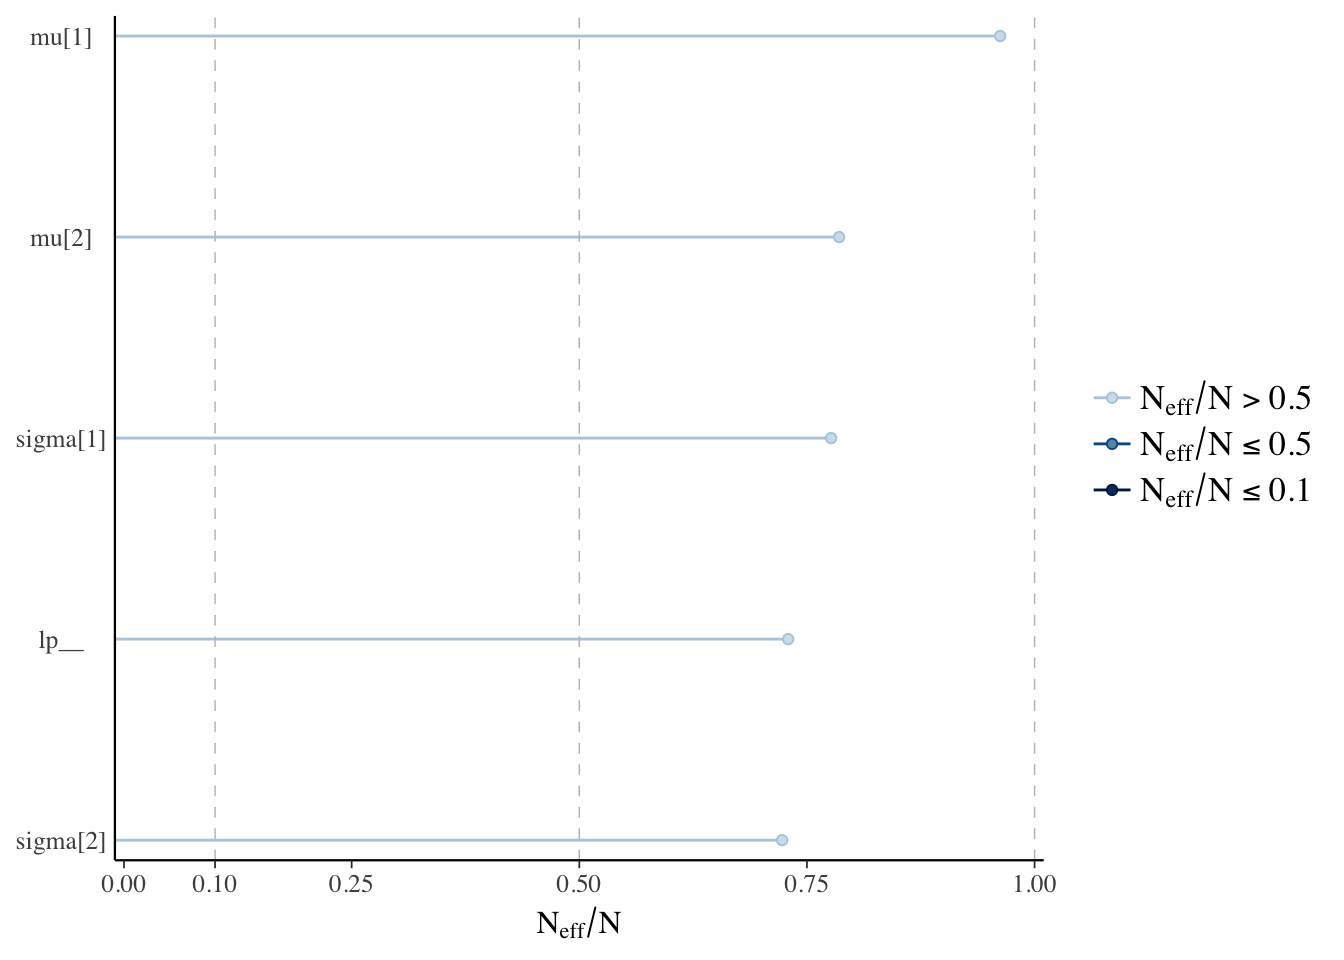 mu[1]
mu[2]
sigma[1]
lp__
sigma[2]
0.00 0.10 0.25 0.50 0.75 1.00
Neff/N
Neff/N > 0.5
Neff/N ≤ 0.5
Neff/N ≤ 0.1